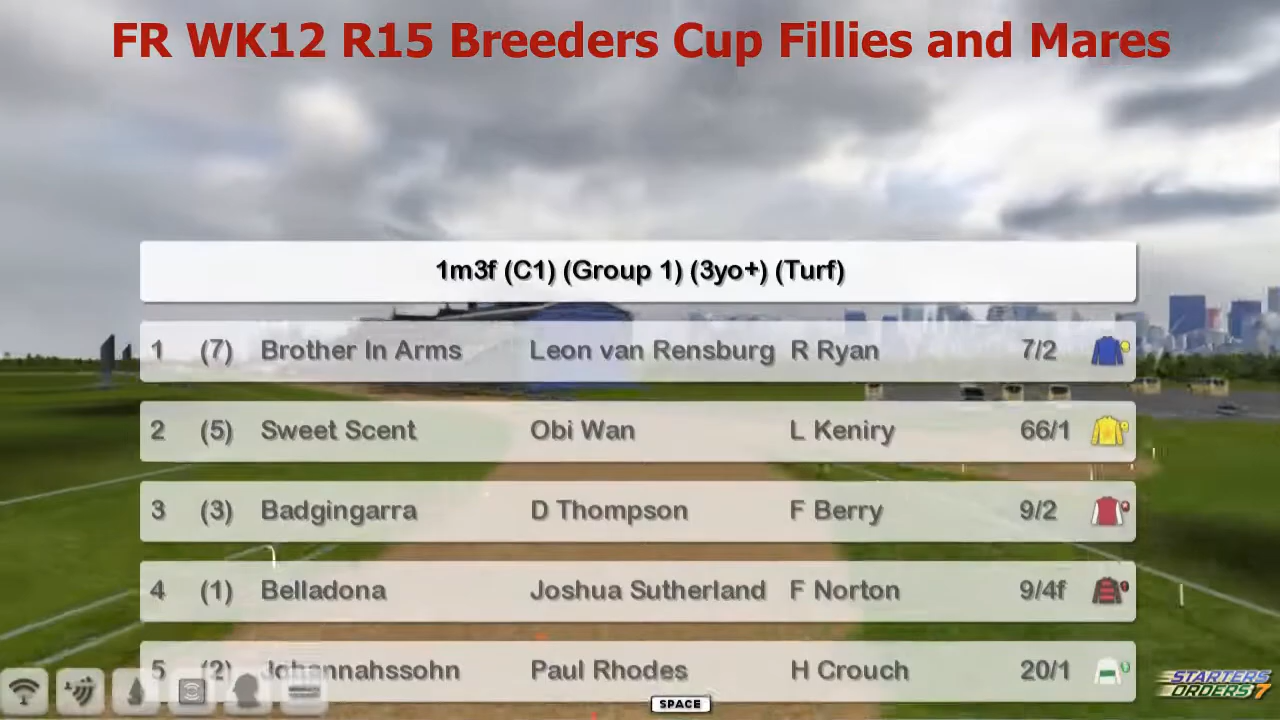 FR WK12 R15 Breeders Cup Fillies and Mares
1m3f (C1) (Group 1) (3yo+) (Turf)
1 (7) Brother In Arms Leon van Rensburg R Ryan 7/2
2 (5) Sweet Scent Obi Wan L Keniry 66/1
3 (3) Badgingarra D Thompson F Berry 9/2
4 (1) Belladona Joshua Sutherland F Norton 9/4f
5 (2) Johannahssohn Paul Rhodes H Crouch 20/1
SPACE
STARTERS
ORDERS 7